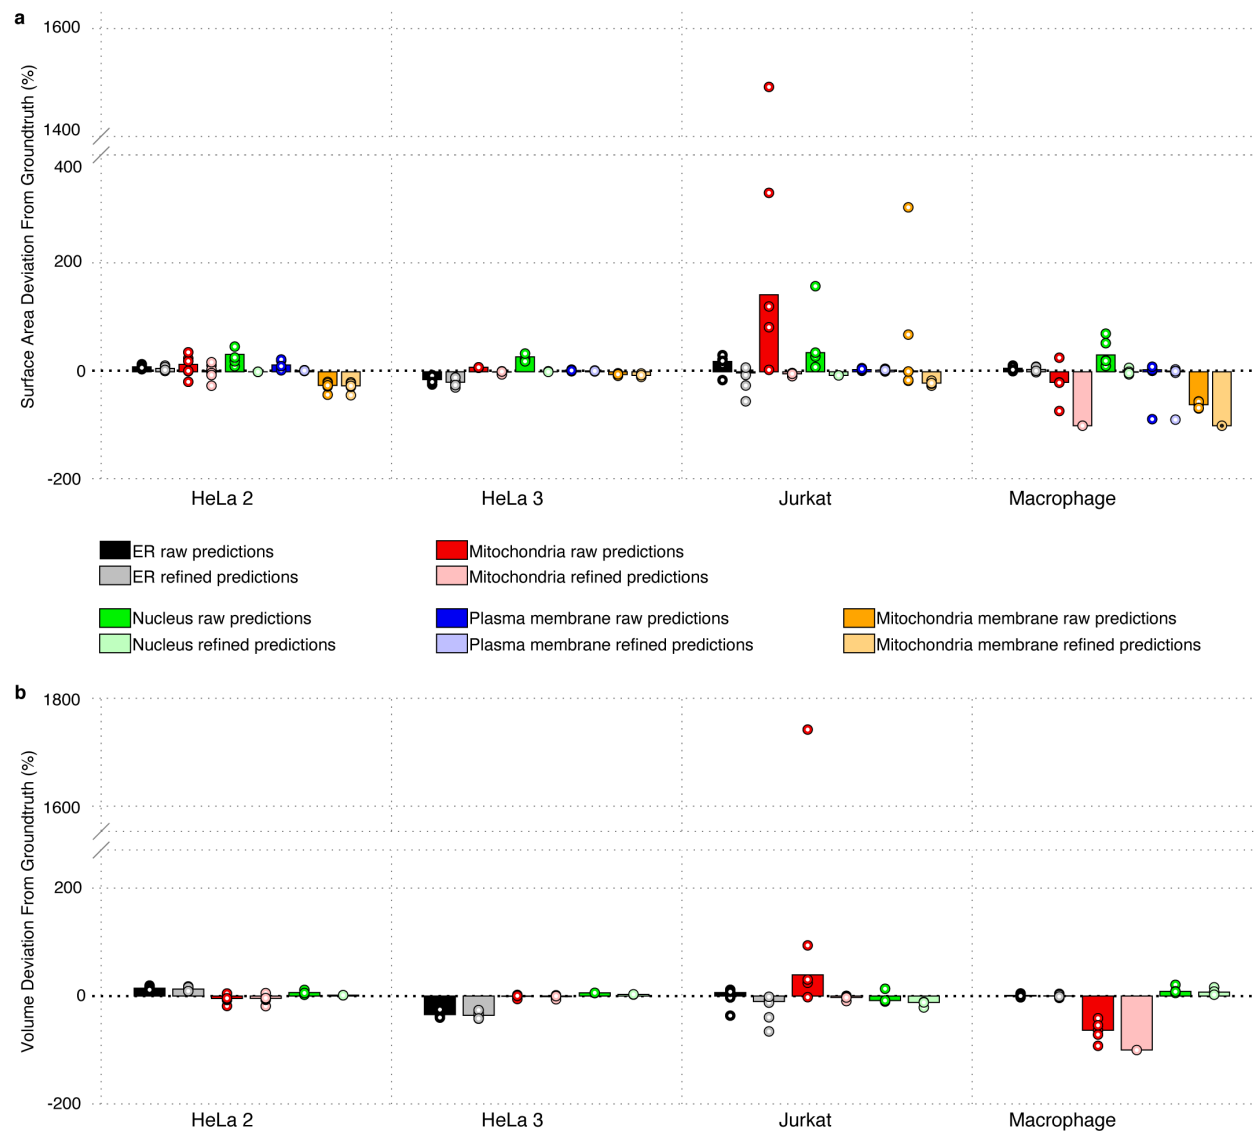 a
Surface Area Deviation From Groundtruth (%)
1600
1400
400
200
0
-200
HeLa 2 HeLa 3 Jurkat Macrophage
ER raw predictions Mitochondria raw predictions
ER refined predictions Mitochondria refined predictions
Nucleus raw predictions Plasma membrane raw predictions Mitochondria membrane raw predictions
Nucleus refined predictions Plasma membrane refined predictions Mitochondria membrane refined predictions
b
Volume Deviation From Groundtruth (%)
1800
1600
200
0
-200
HeLa 2 HeLa 3 Jurkat Macrophage